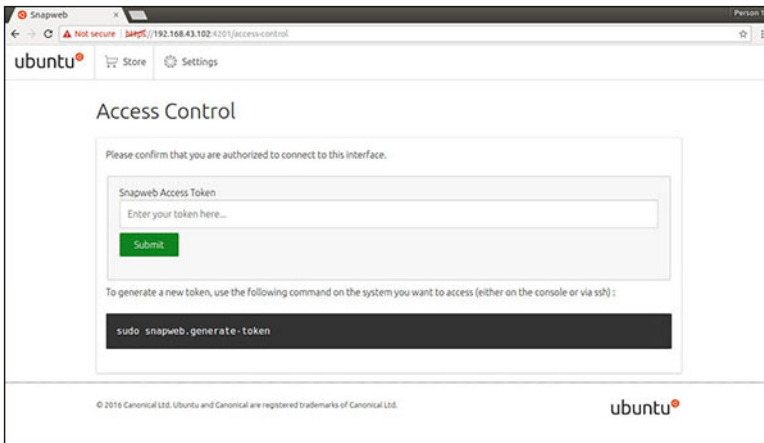 Snapweb
Person 1
Not secure https://192.168.43.102:4201/access-control
ubuntu Store Settings
Access Control
Please confirm that you are authorized to connect to this interface.
Snapweb Access Token
Enter your token here...
Submit
To generate a new token, use the following command on the system you want to access (either on the console or via ssh) :
sudo snapweb.generate-token
© 2016 Canonical Ltd. Ubuntu and Canonical are registered trademarks of Canonical Ltd.
ubuntu